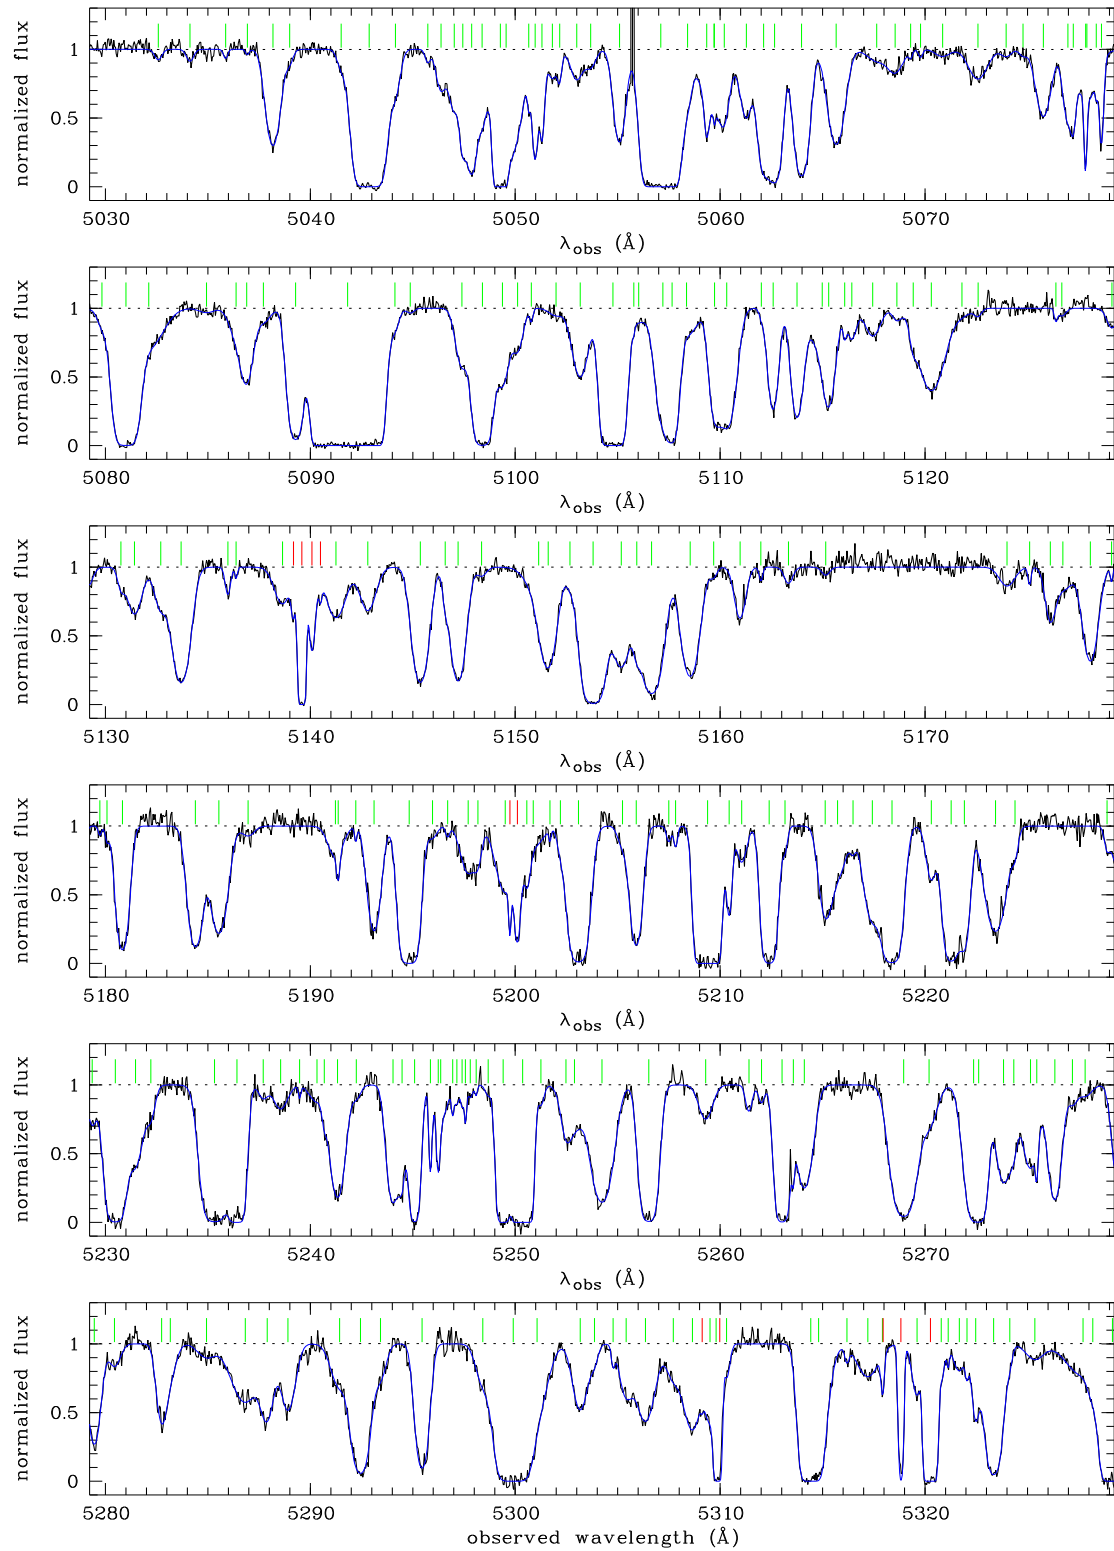 normalized flux
1
0.5
0
5030 5040 5050 5060 5070
λobs (Å)
normalized flux
1
0.5
0
5080 5090 5100 5110 5120
λobs (Å)
normalized flux
1
0.5
0
5130 5140 5150 5160 5170
λobs (Å)
normalized flux
1
0.5
0
5180 5190 5200 5210 5220
λobs (Å)
normalized flux
1
0.5
0
5230 5240 5250 5260 5270
λobs (Å)
normalized flux
1
0.5
0
5280 5290 5300 5310 5320
observed wavelength (Å)